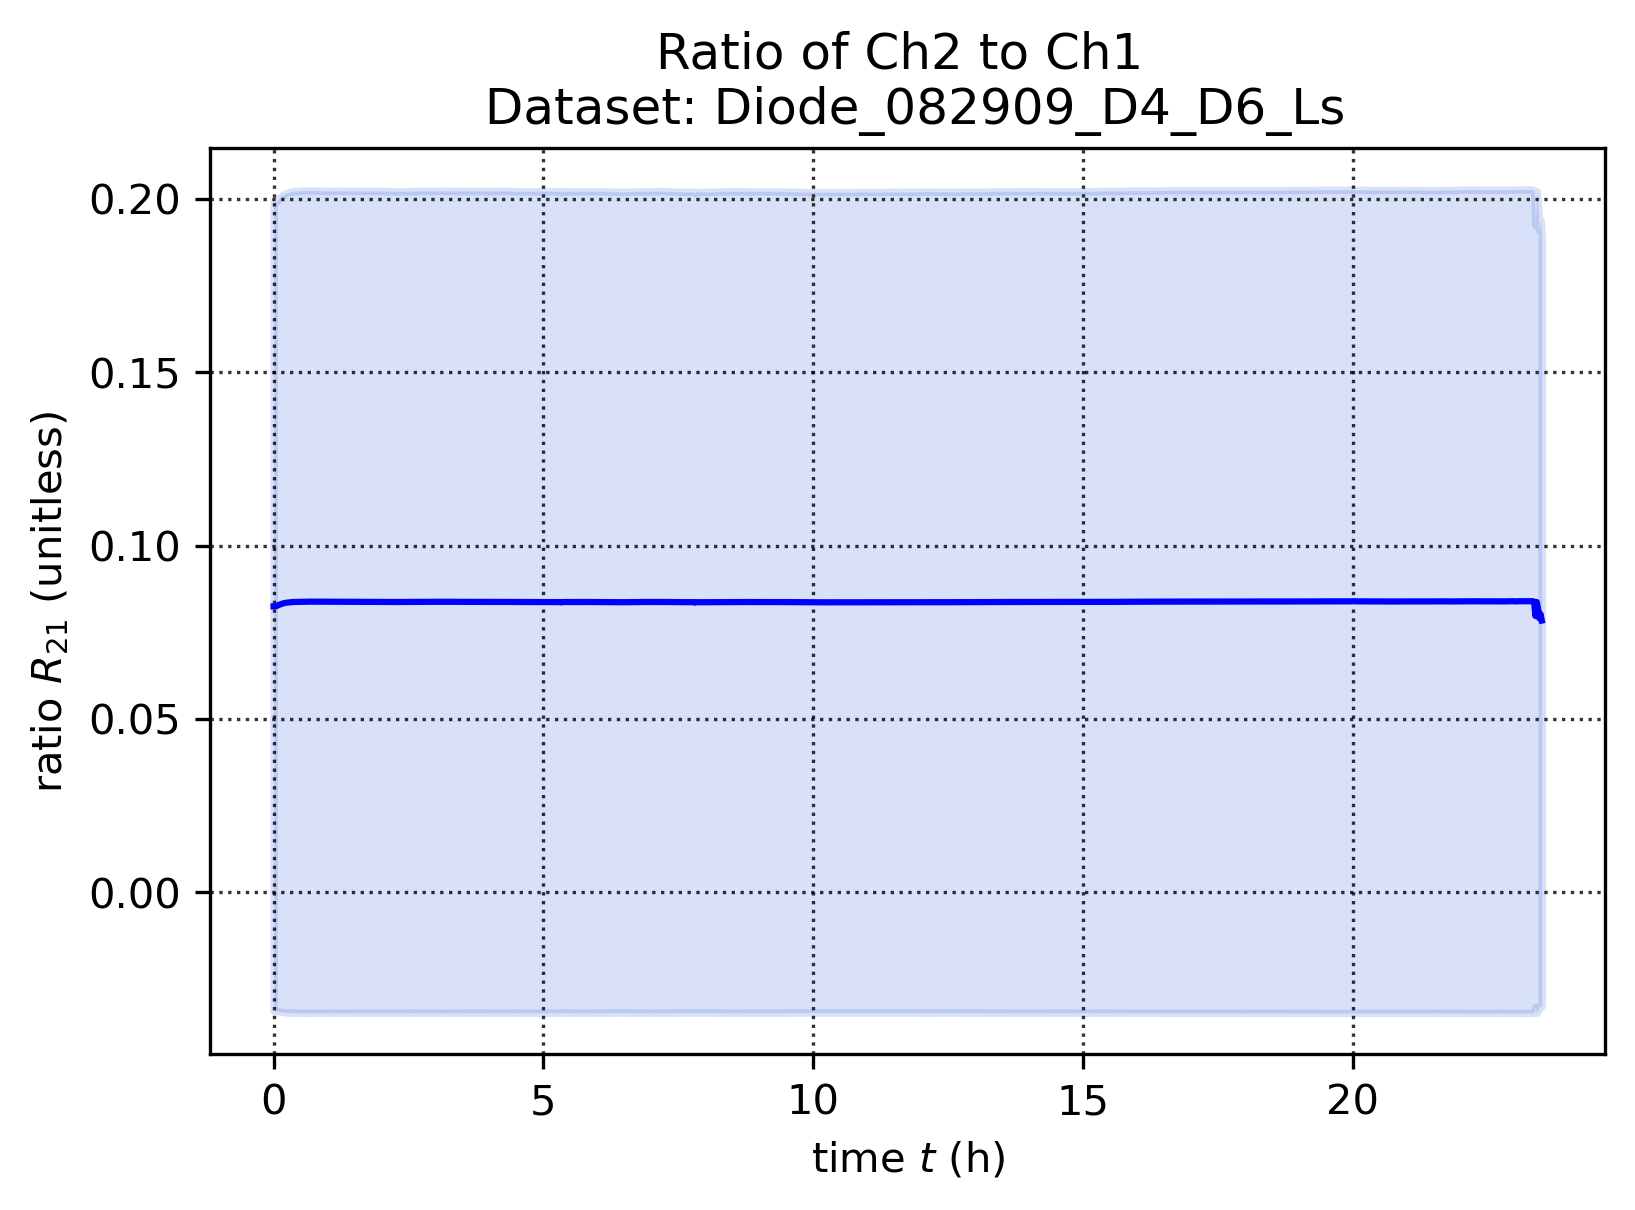 Ratio of Ch2 to Ch1
Dataset: Diode_082909_D4_D6_Ls
ratio R₂₁ (unitless)
0.20
0.15
0.10
0.05
0.00
0 5 10 15 20
time t (h)